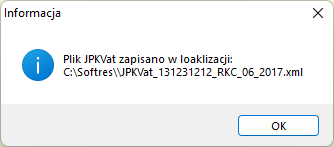 Informacja
Plik JPKVat zapisano w loaklizacji:
C:\Softres\\JPKVat_131231212_RKC_06_2017.xml
OK